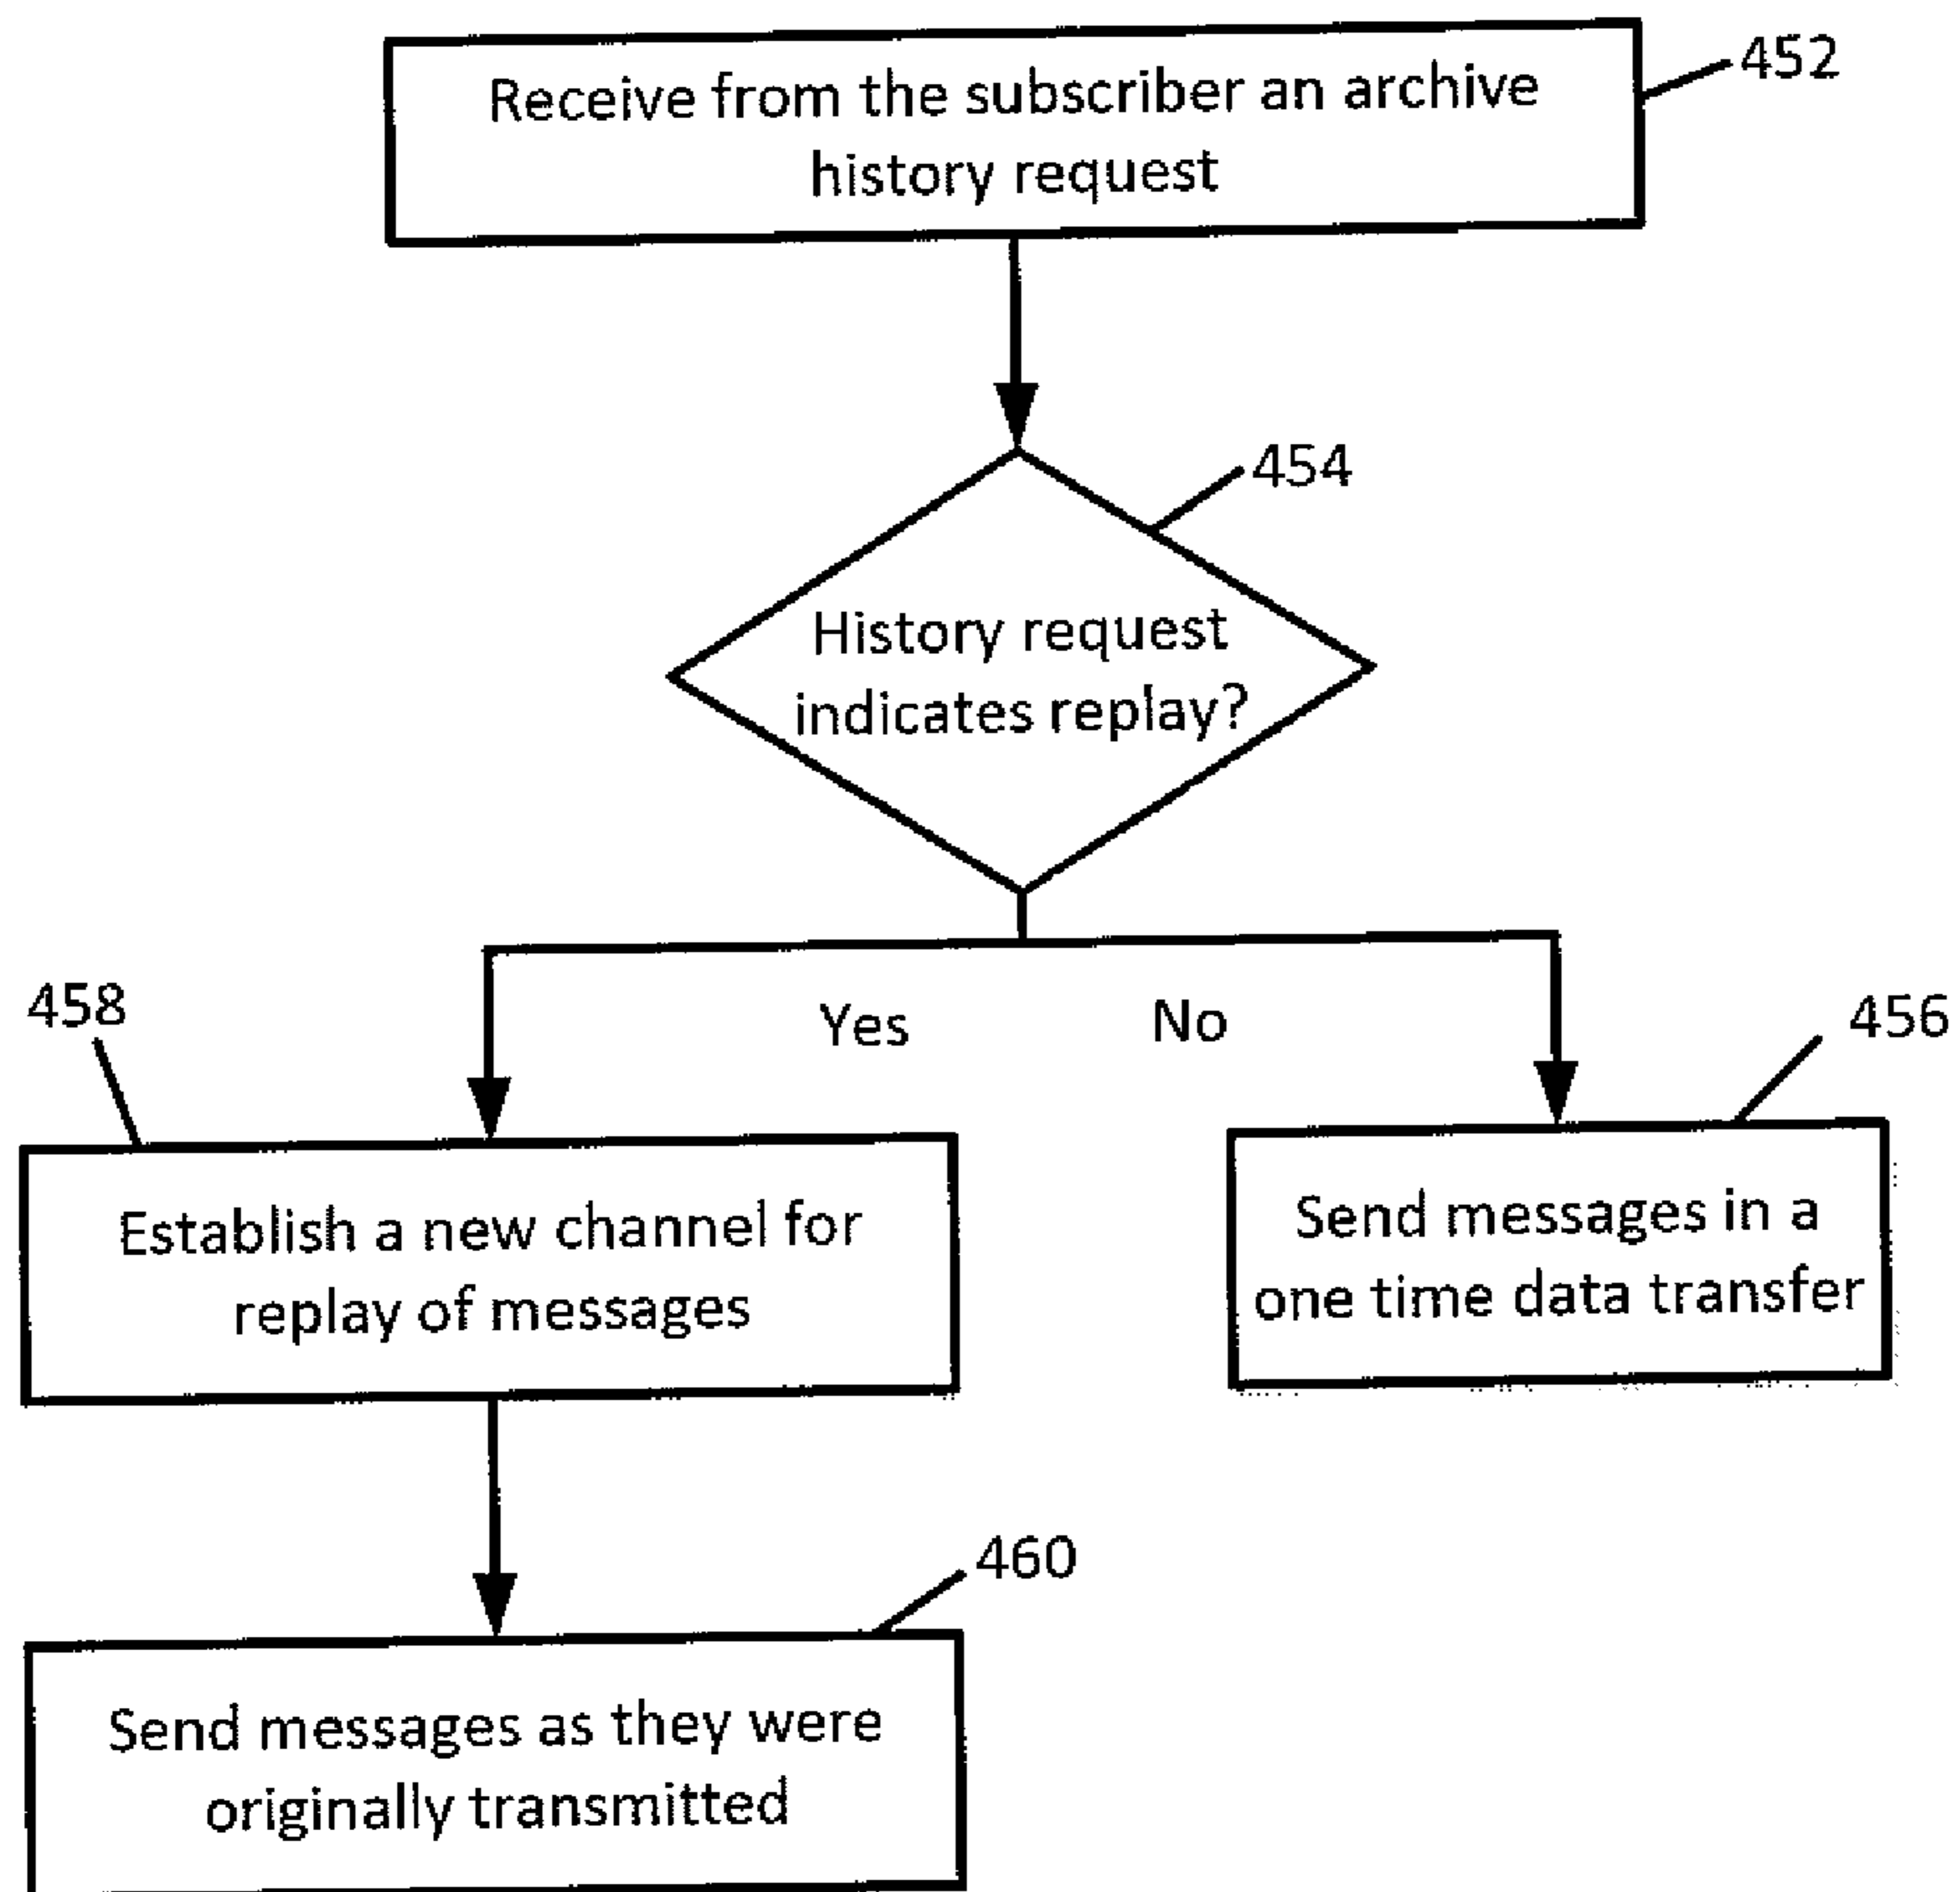 Receive from the subscriber an archive
history request
452
454
History request
indicates replay?
Yes
No
458
456
Establish a new channel for
replay of messages
Send messages in a
one time data transfer
460
Send messages as they were
originally transmitted